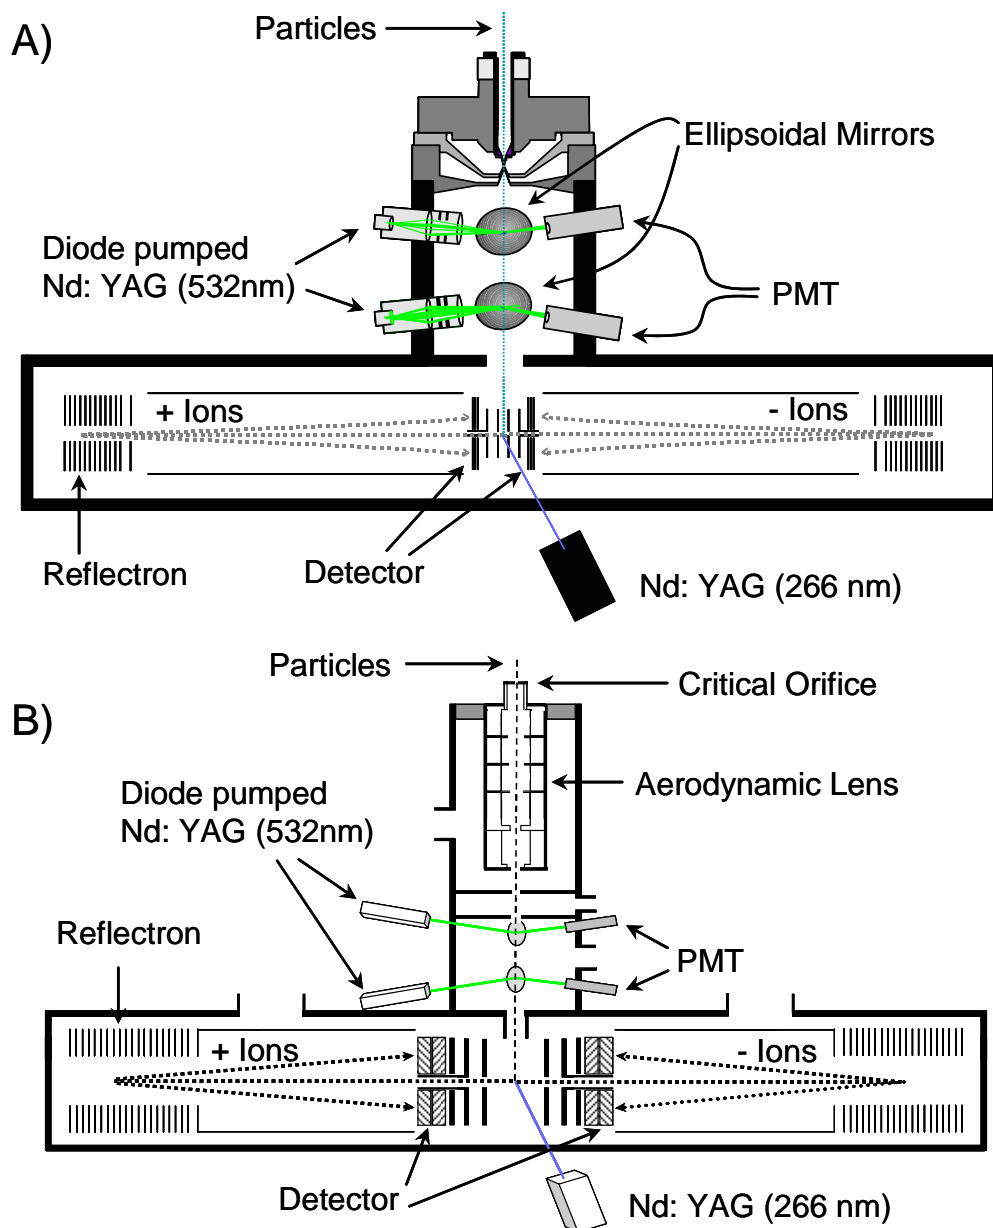 A)
Particles
Ellipsoidal Mirrors
Diode pumped
Nd: YAG (532nm)
PMT
+ Ions
- Ions
Reflectron
Detector
Nd: YAG (266 nm)
B)
Particles
Critical Orifice
Aerodynamic Lens
Diode pumped
Nd: YAG (532nm)
Reflectron
PMT
+ Ions
- Ions
Detector
Nd: YAG (266 nm)